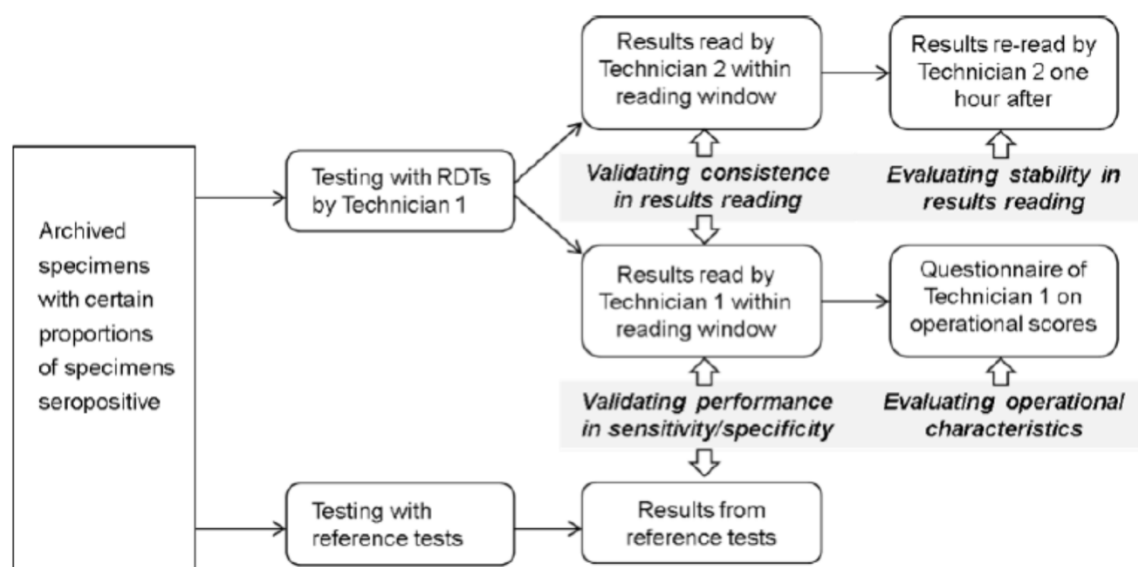 Archived
specimens
with certain
proportions
of specimens
seropositive
Testing with RDTs
by Technician 1
Results read by
Technician 2 within
reading window
Results re-read by
Technician 2 one
hour after
Validating consistence
in results reading
Evaluating stability in
results reading
Results read by
Technician 1 within
reading window
Questionnaire of
Technician 1 on
operational scores
Validating performance
in sensitivity/specificity
Evaluating operational
characteristics
Testing with
reference tests
Results from
reference tests